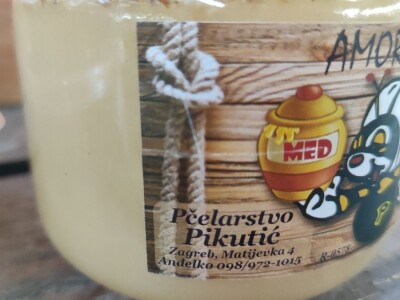 AMOR
MED
Pčelarstvo
Pikutić
Zagreb, Matijevka 4
Anđelko 098/972-1015